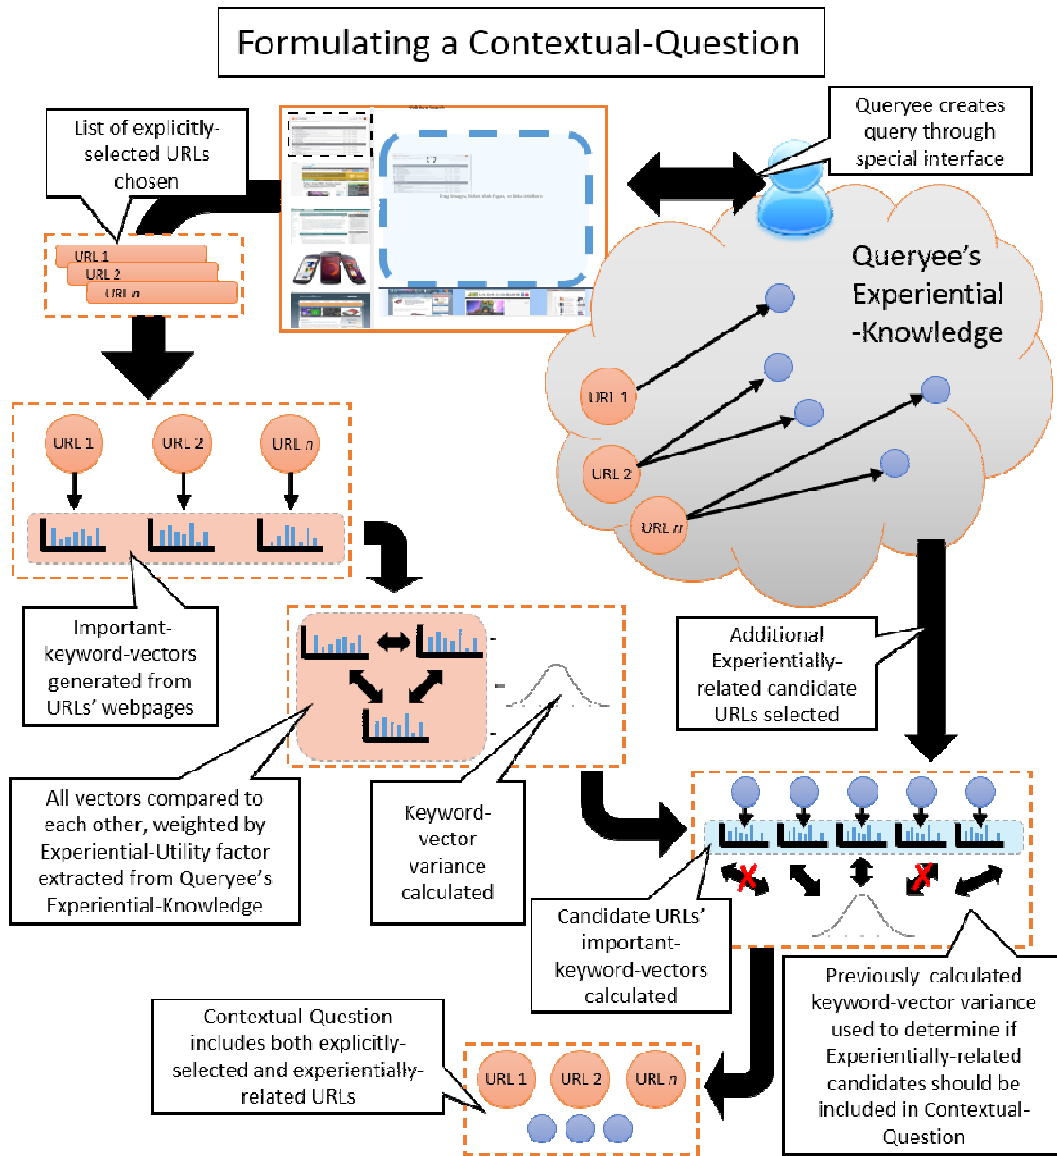 Formulating a Contextual-Question
List of explicitly-
selected URLs
chosen
Queryee creates
query through
special interface
URL 1
URL 2
URL n
Queryee's
Experiential
-Knowledge
URL 1
URL 2
URL n
URL 1
URL 2
URL n
Important-
keyword-vectors
generated from
URLs' webpages
Additional
Experientially-
related candidate
URLs selected
All vectors compared to
each other, weighted by
Experiential-Utility factor
extracted from Queryee's
Experiential-Knowledge
Keyword-
vector
variance
calculated
Candidate URLs'
important-
keyword-vectors
calculated
Previously calculated
keyword-vector variance
used to determine if
Experientially-related
candidates should be
included in Contextual-
Question
Contextual Question
includes both explicitly-
selected and experientially-
related URLs
URL 1
URL 2
URL n